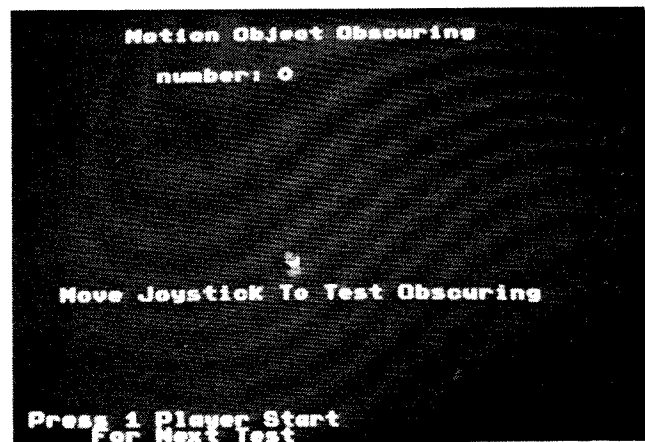 Motion Object Obscuring
number: 0
Move Joystick To Test Obscuring
Press 1 Player Start
For Next Test